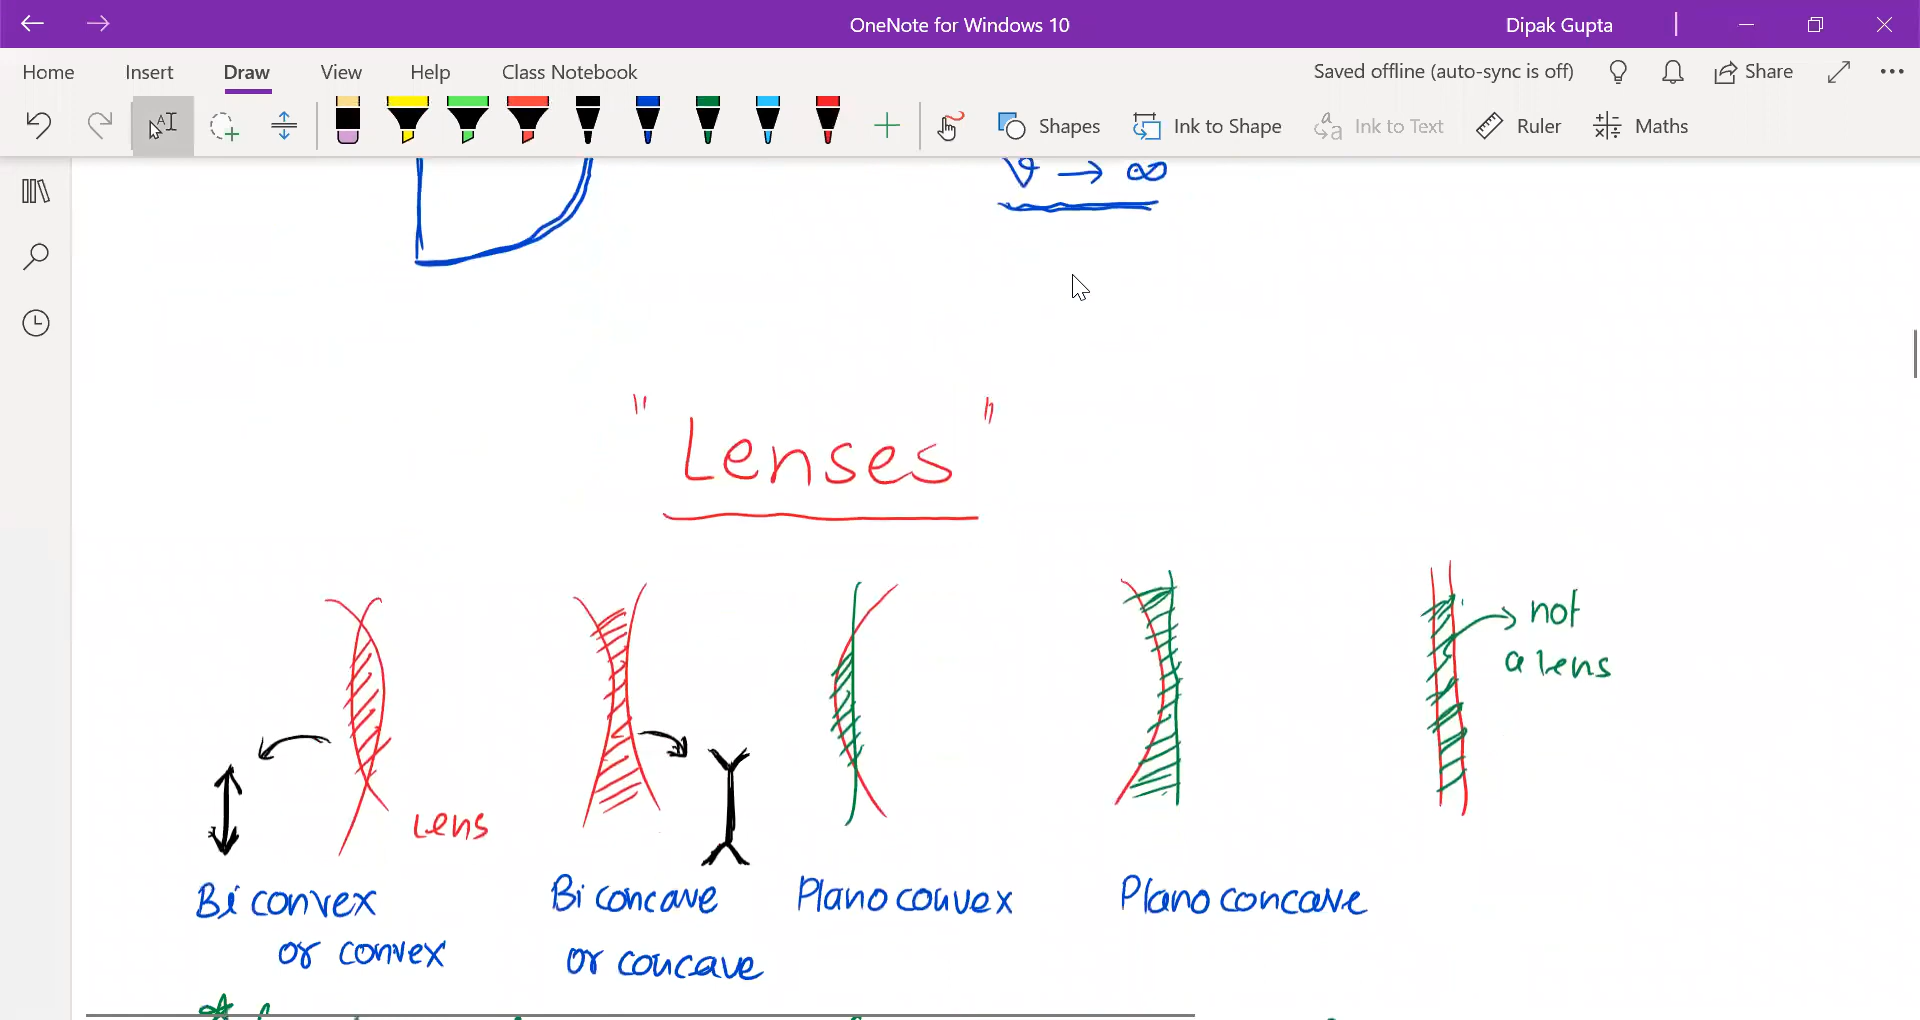 OneNote for Windows 10
Dipak Gupta
Home Insert Draw View Help Class Notebook
Saved offline (auto-sync is off) Share
Shapes Ink to Shape Ink to Text Ruler Maths
v → ∞
"Lenses"
not
a lens
Lens
Bi convex
or convex
Bi concave
or concave
Plano convex
Plano concave